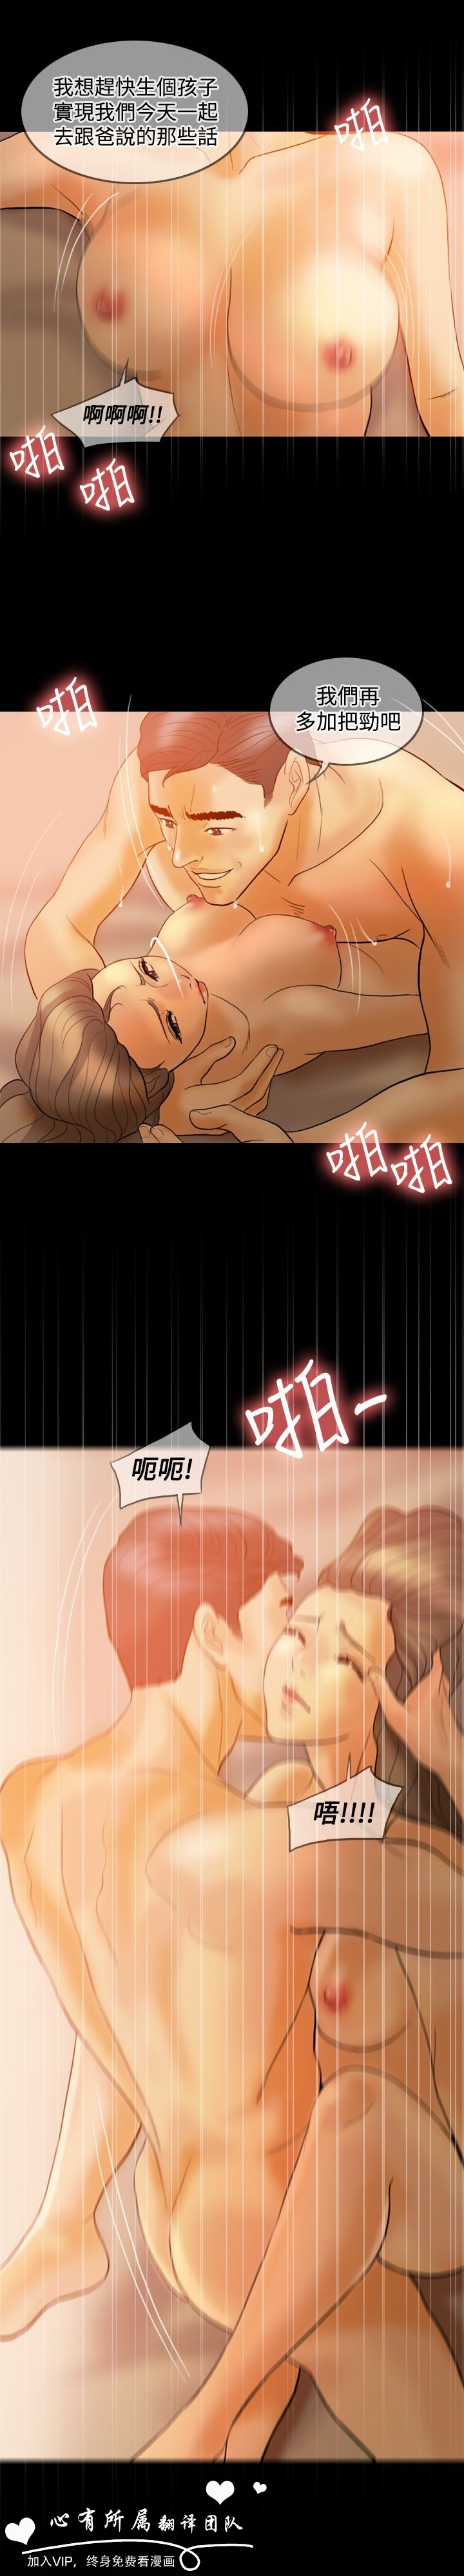 我想趕快生個孩子
實現我們今天一起
去跟爸說的那些話
啪
啊啊啊!!
啪
啪
啪
我們再
多加把勁吧
啪
啪
啪
呃呃!
唔!!!!
心有所属翻译团队
加入VIP，终身免费看漫画